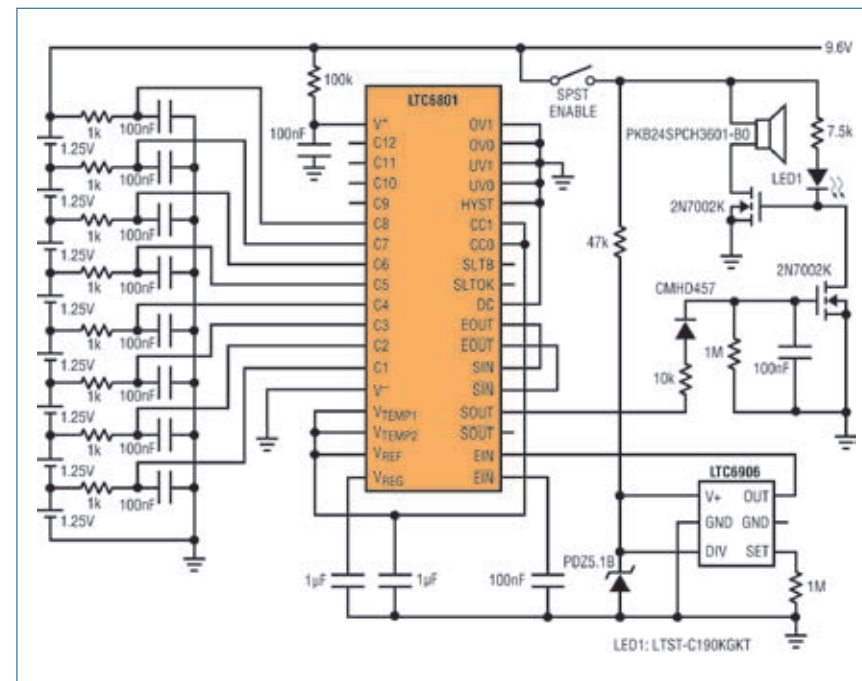 9.6V
100k
LTC6801
SPST
ENABLE
PKB24SPCH3601-B0
7.5k
LED1
1k
100nF
1.25V
1k
100nF
1.25V
1k
100nF
1.25V
1k
100nF
1.25V
1k
100nF
1.25V
1k
100nF
1.25V
1k
100nF
1.25V
1k
100nF
1.25V
100nF
V+
C12
C11
C10
C9
C8
C7
C6
C5
C4
C3
C2
C1
V–
VTEMP1
VTEMP2
VREF
VREG
OV1
OV0
UV1
UV0
HYST
CC1
CC0
SLTB
SLTOK
DC
EOUT
EOUT
SIN
SIN
SOUT
SOUT
EIN
EIN
47k
2N7002K
2N7002K
CMHD457
1M
100nF
10k
LTC6906
V+ OUT
GND GND
DIV SET
PDZ5.1B
1M
1µF
1µF
100nF
LED1: LTST-C190KGKT